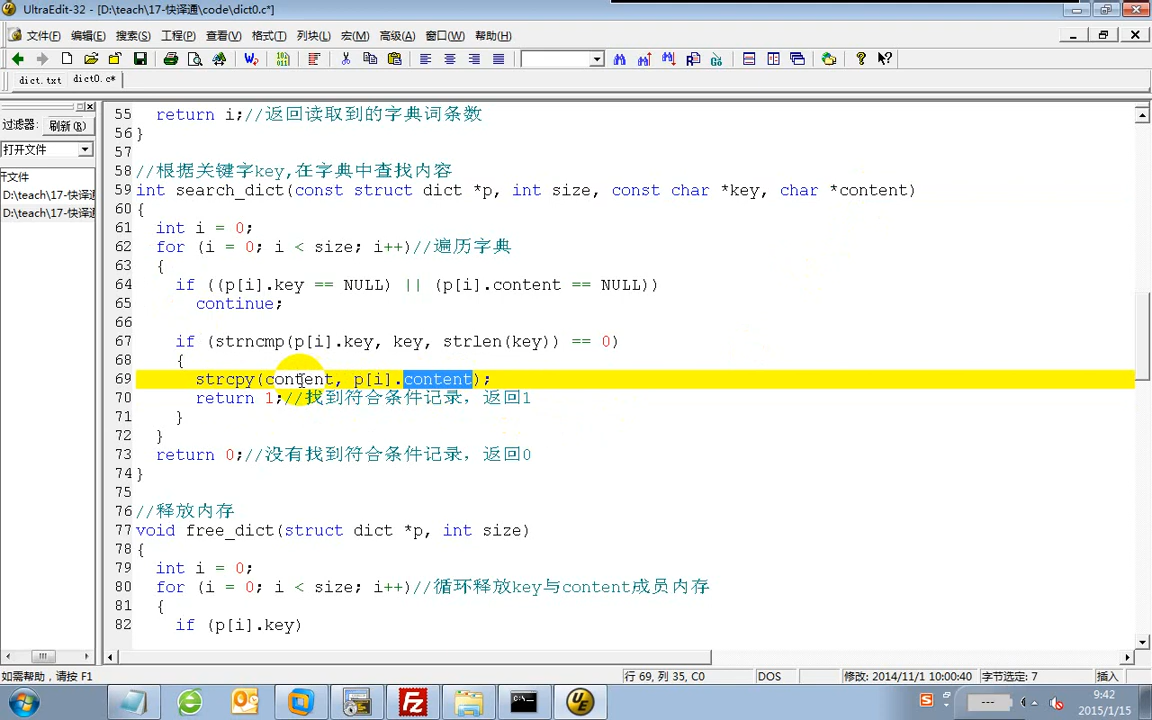 UltraEdit-32 - [D:\teach\17-快译通\code\dict0.c*]
文件(F) 编辑(E) 搜索(S) 工程(P) 查看(V) 格式(T) 列块(L) 宏(M) 高级(A) 窗口(W) 帮助(H)
dict.txt dict0.c*
过滤器: 刷新(R)
打开文件
干文件
D:\teach\17-快译通
D:\teach\17-快译通
55 return i;//返回读取到的字典词条数
56 }
57
58 //根据关键字key,在字典中查找内容
59 int search_dict(const struct dict *p, int size, const char *key, char *content)
60 {
61 int i = 0;
62 for (i = 0; i < size; i++)//遍历字典
63 {
64 if ((p[i].key == NULL) || (p[i].content == NULL))
65 continue;
66
67 if (strncmp(p[i].key, key, strlen(key)) == 0)
68 {
69 strcpy(content, p[i].content);
70 return 1;//找到符合条件记录，返回1
71 }
72 }
73 return 0;//没有找到符合条件记录，返回0
74 }
75
76 //释放内存
77 void free_dict(struct dict *p, int size)
78 {
79 int i = 0;
80 for (i = 0; i < size; i++)//循环释放key与content成员内存
81 {
82 if (p[i].key)
如需帮助，请按 F1 行 69, 列 35, C0 DOS 修改: 2014/11/1 10:00:40 字节选定: 7 插入
9:42
2015/1/15